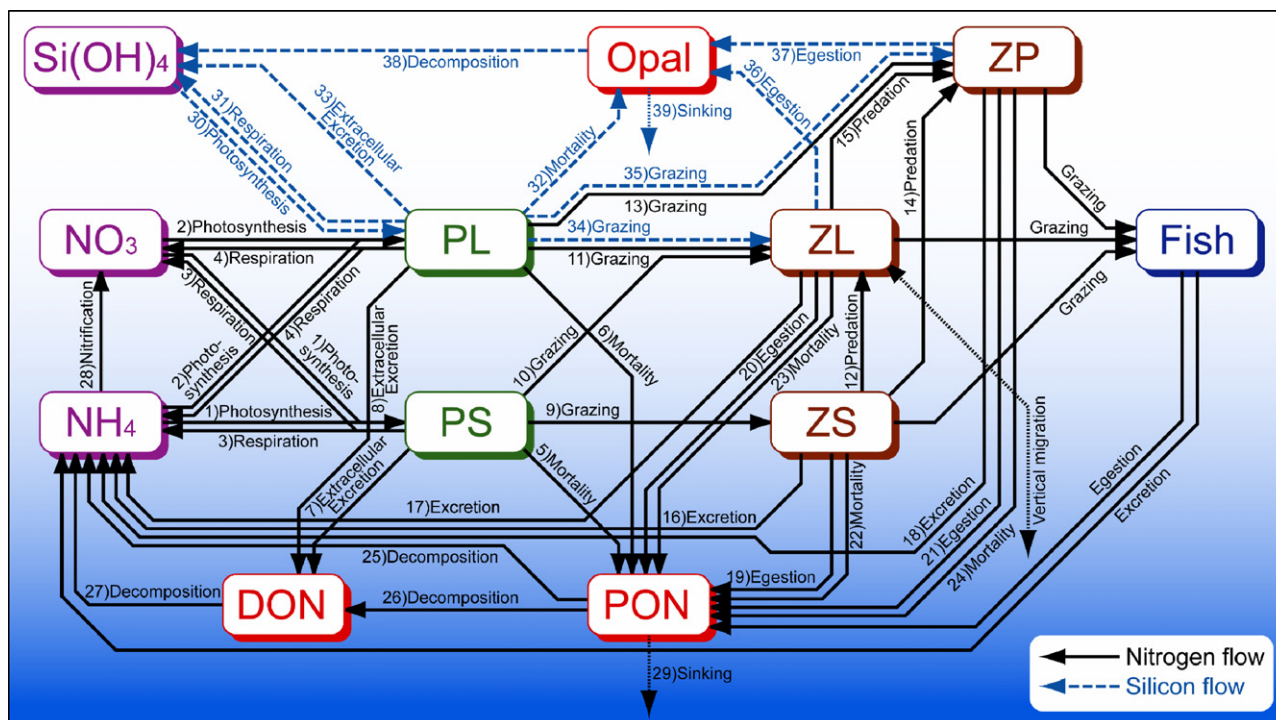 Si(OH)4
Opal
ZP
38)Decomposition
37)Egestion
36)Egestion
39)Sinking
33)Extracellular
Excretion
31)Respiration
30)Photosynthesis
32)Mortality
15)Predation
35)Grazing
13)Grazing
14)Predation
Grazing
NO3
2)Photosynthesis
4)Respiration
PL
34)Grazing
11)Grazing
ZL
Grazing
Fish
3)Respiration
4)Respiration
28)Nitrification
2)Photo-
synthesis
1)Photo-
synthesis
8)Extracellular
Excretion
10)Grazing
6)Mortality
20)Egestion
23)Mortality
12)Predation
Grazing
NH4
1)Photosynthesis
3)Respiration
PS
9)Grazing
ZS
5)Mortality
7)Extracellular
Excretion
Vertical migration
Egestion
Excretion
17)Excretion
16)Excretion
22)Mortality
18)Excretion
21)Egestion
24)Mortality
25)Decomposition
19)Egestion
27)Decomposition
DON
26)Decomposition
PON
29)Sinking
Nitrogen flow
Silicon flow